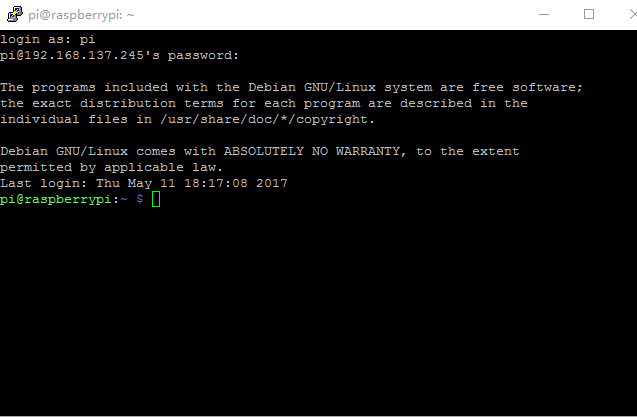 pi@raspberrypi: ~
login as: pi
pi@192.168.137.245's password:
The programs included with the Debian GNU/Linux system are free software;
the exact distribution terms for each program are described in the
individual files in /usr/share/doc/*/copyright.
Debian GNU/Linux comes with ABSOLUTELY NO WARRANTY, to the extent
permitted by applicable law.
Last login: Thu May 11 18:17:08 2017
pi@raspberrypi:~ $